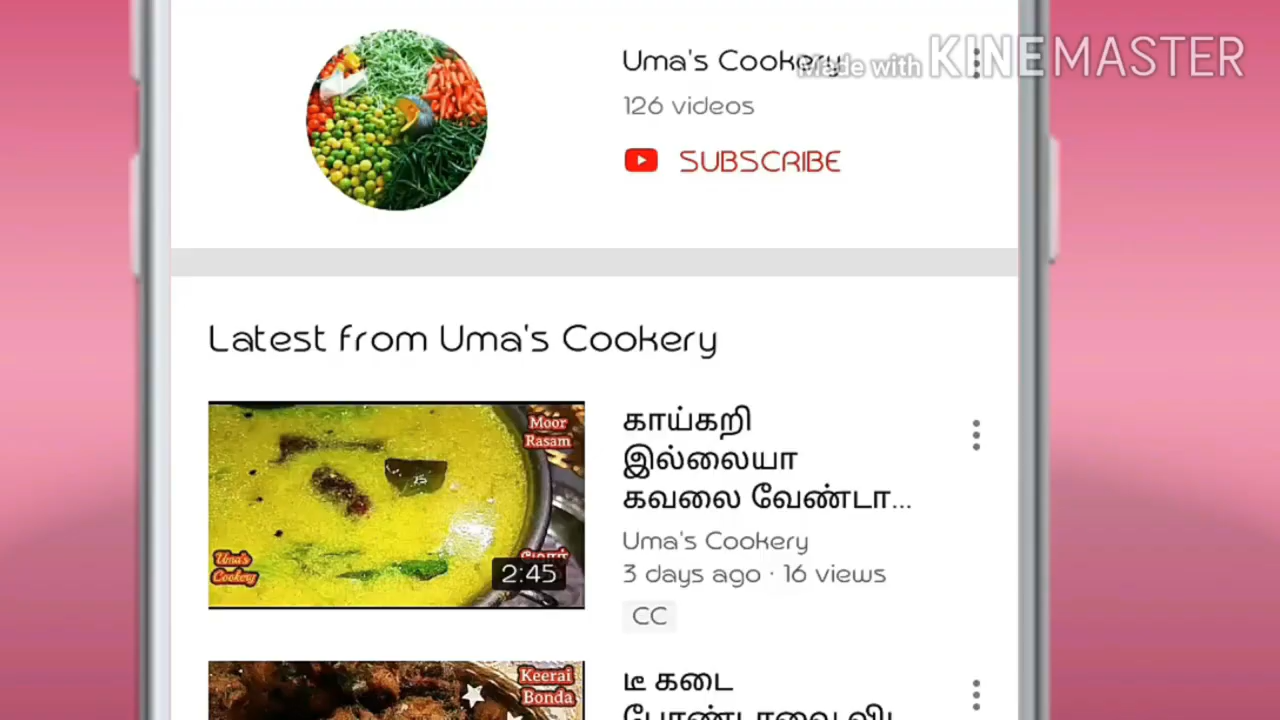 Uma's Cookery
Made with KINEMASTER
126 videos
SUBSCRIBE
Latest from Uma's Cookery
Moor
Rasam
Uma's
Cookery
மோர்
2:45
காய்கறி
இல்லையா
கவலை வேண்டா...
Uma's Cookery
3 days ago · 16 views
CC
Keerai
Bonda
டீ கடை